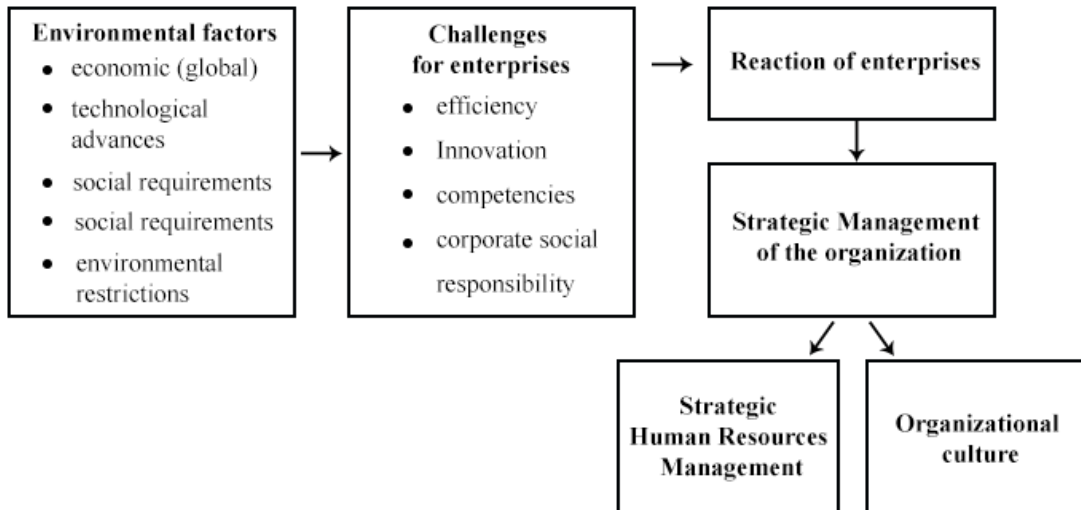 Environmental factors
• economic (global)
• technological
advances
• social requirements
• social requirements
• environmental
restrictions
Challenges
for enterprises
• efficiency
• Innovation
• competencies
• corporate social
responsibility
Reaction of enterprises
Strategic Management
of the organization
Strategic
Human Resources
Management
Organizational
culture